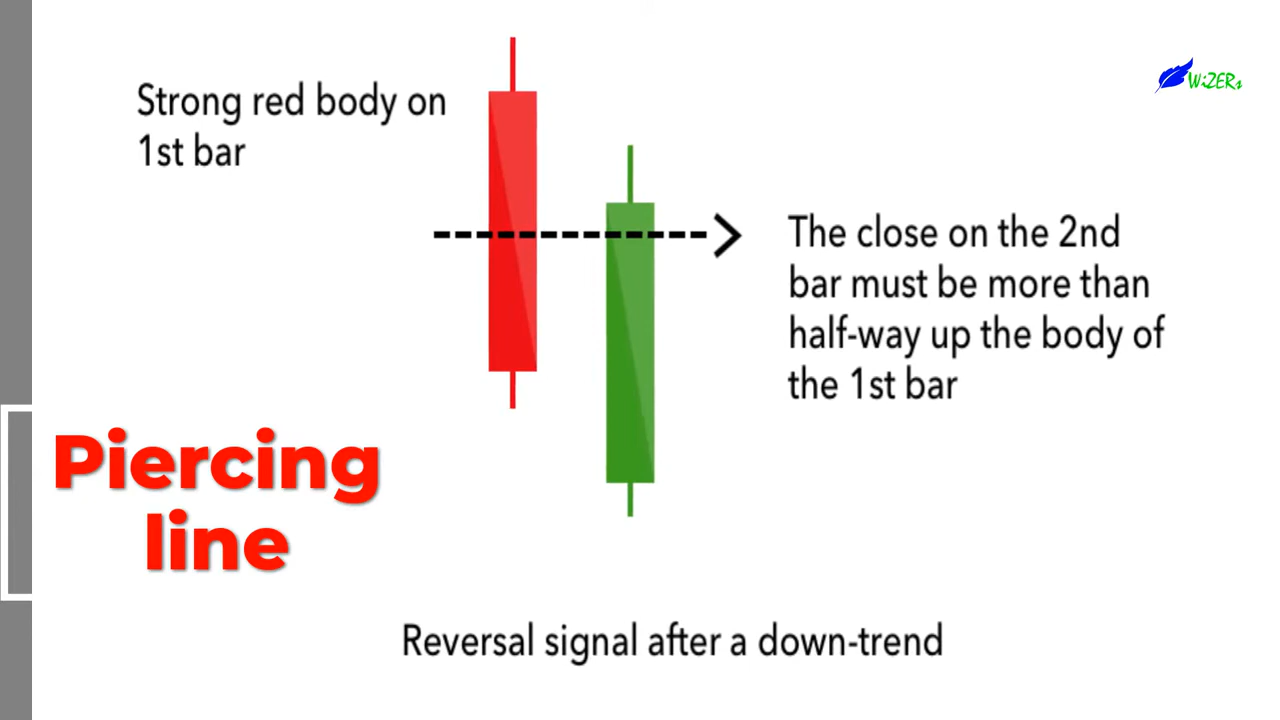 WiZERs
Strong red body on
1st bar
The close on the 2nd
bar must be more than
half-way up the body of
the 1st bar
Piercing
line
Reversal signal after a down-trend